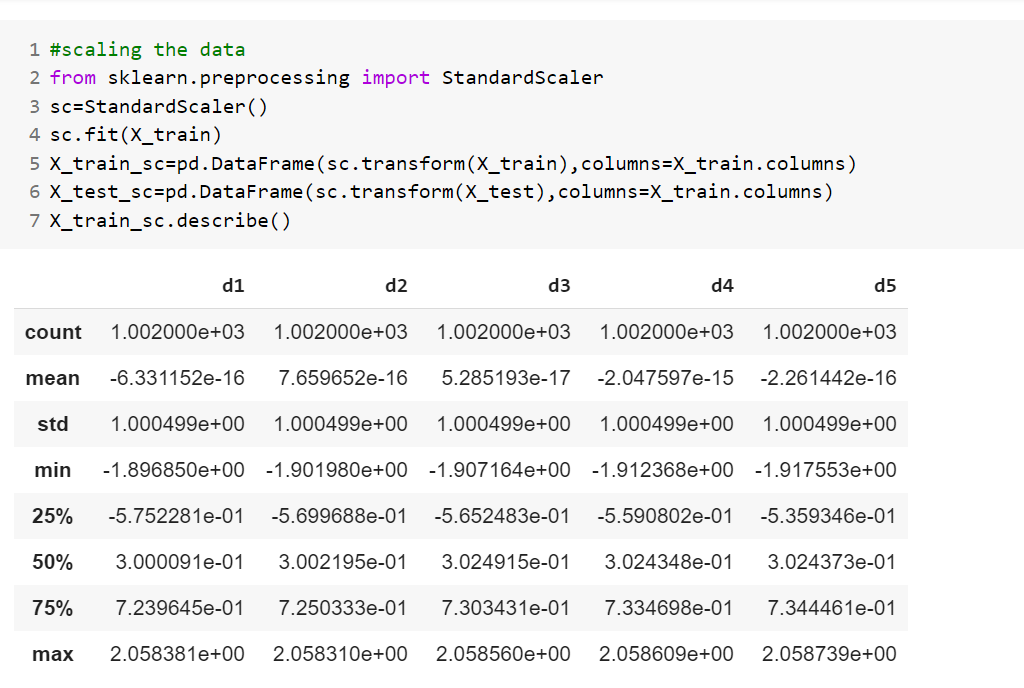 1 #scaling the data
2 from sklearn.preprocessing import StandardScaler
3 sc=StandardScaler()
4 sc.fit(X_train)
5 X_train_sc=pd.DataFrame(sc.transform(X_train),columns=X_train.columns)
6 X_test_sc=pd.DataFrame(sc.transform(X_test),columns=X_train.columns)
7 X_train_sc.describe()
d1 d2 d3 d4 d5
count 1.002000e+03 1.002000e+03 1.002000e+03 1.002000e+03 1.002000e+03
mean -6.331152e-16 7.659652e-16 5.285193e-17 -2.047597e-15 -2.261442e-16
std 1.000499e+00 1.000499e+00 1.000499e+00 1.000499e+00 1.000499e+00
min -1.896850e+00 -1.901980e+00 -1.907164e+00 -1.912368e+00 -1.917553e+00
25% -5.752281e-01 -5.699688e-01 -5.652483e-01 -5.590802e-01 -5.359346e-01
50% 3.000091e-01 3.002195e-01 3.024915e-01 3.024348e-01 3.024373e-01
75% 7.239645e-01 7.250333e-01 7.303431e-01 7.334698e-01 7.344461e-01
max 2.058381e+00 2.058310e+00 2.058560e+00 2.058609e+00 2.058739e+00